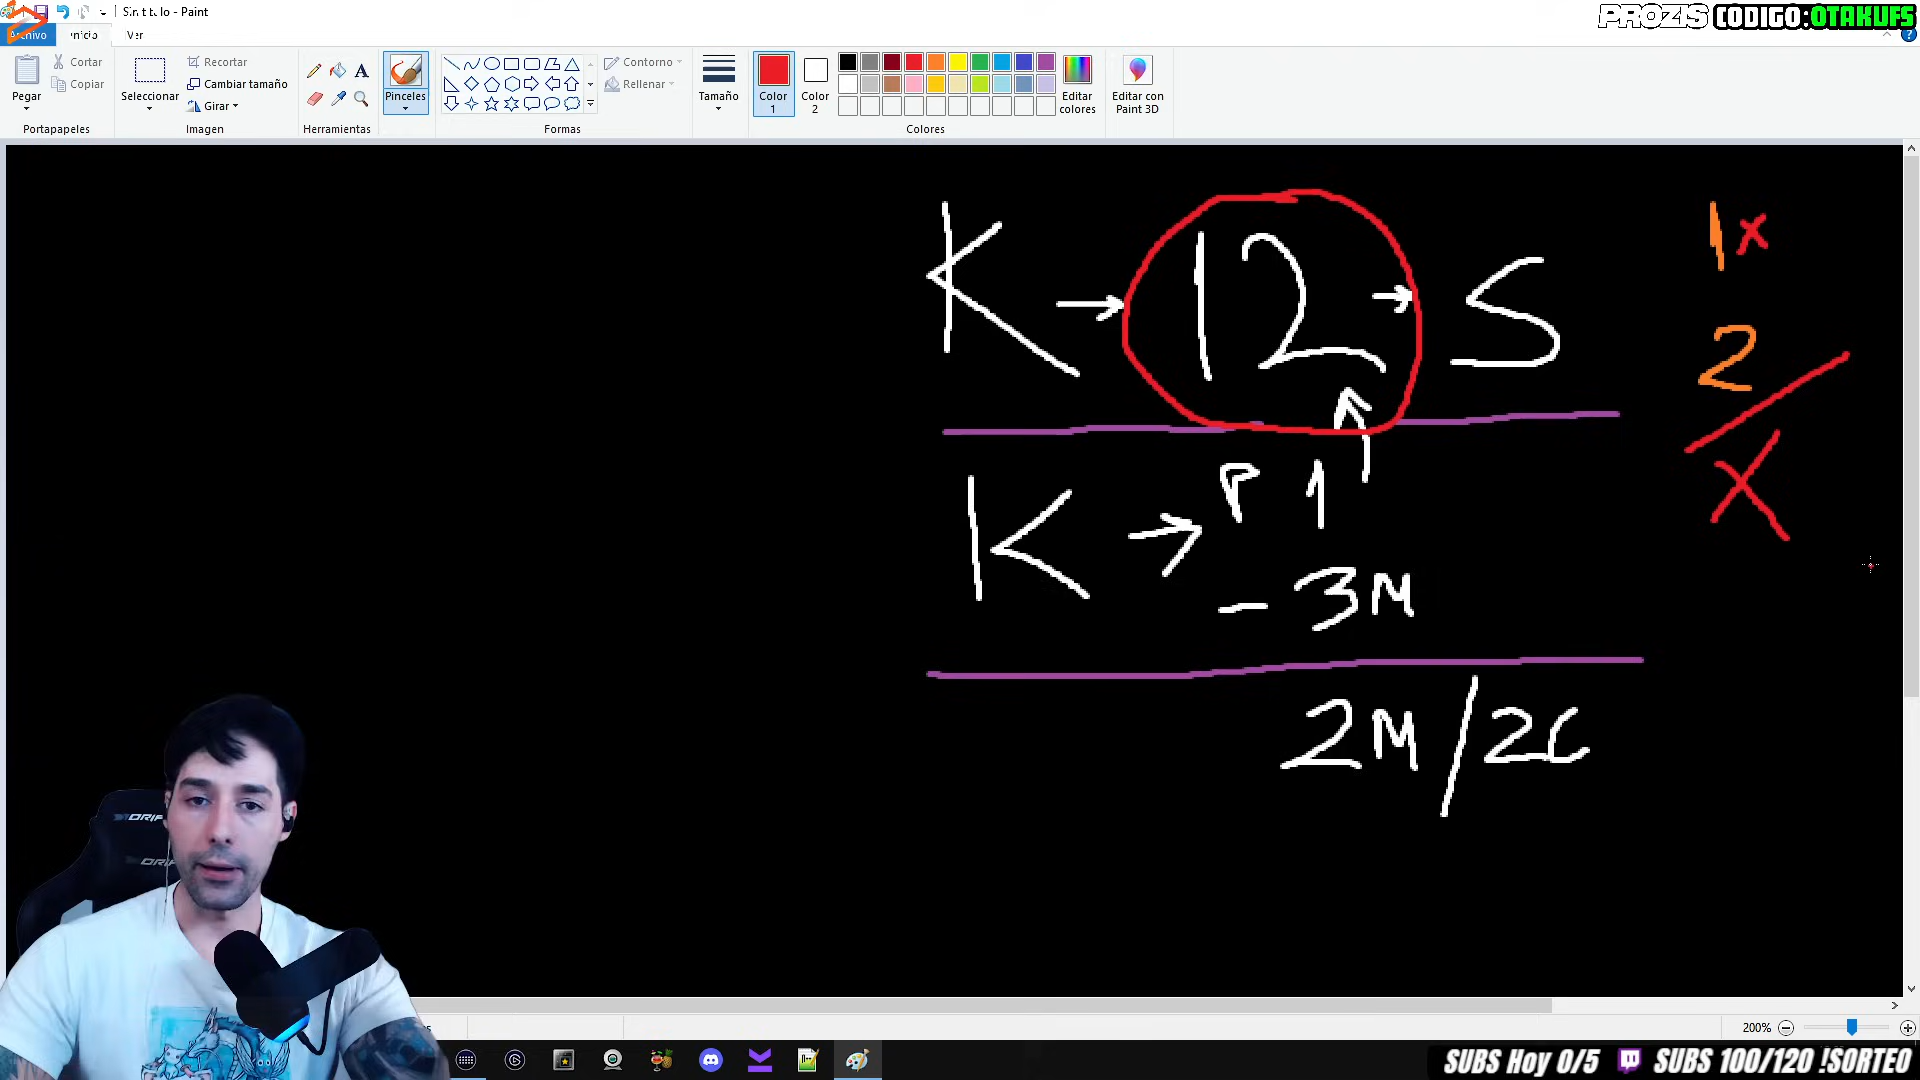 Sin título - Paint
PROZIS CODIGO:OTAKUFS
Archivo Inicio Ver
Pegar
Cortar
Copiar
Portapapeles
Seleccionar
Recortar
Cambiar tamaño
Girar
Imagen
A
Herramientas
Pinceles
Contorno
Rellenar
Formas
Tamaño
Color 1
Color 2
Editar colores
Editar con Paint 3D
Colores
K → 12 → S
1x
2
K → P 1
X
- 3M
2M/2C
DRIFT
200%
SUBS Hoy 0/5 SUBS 100/120 !SORTEO